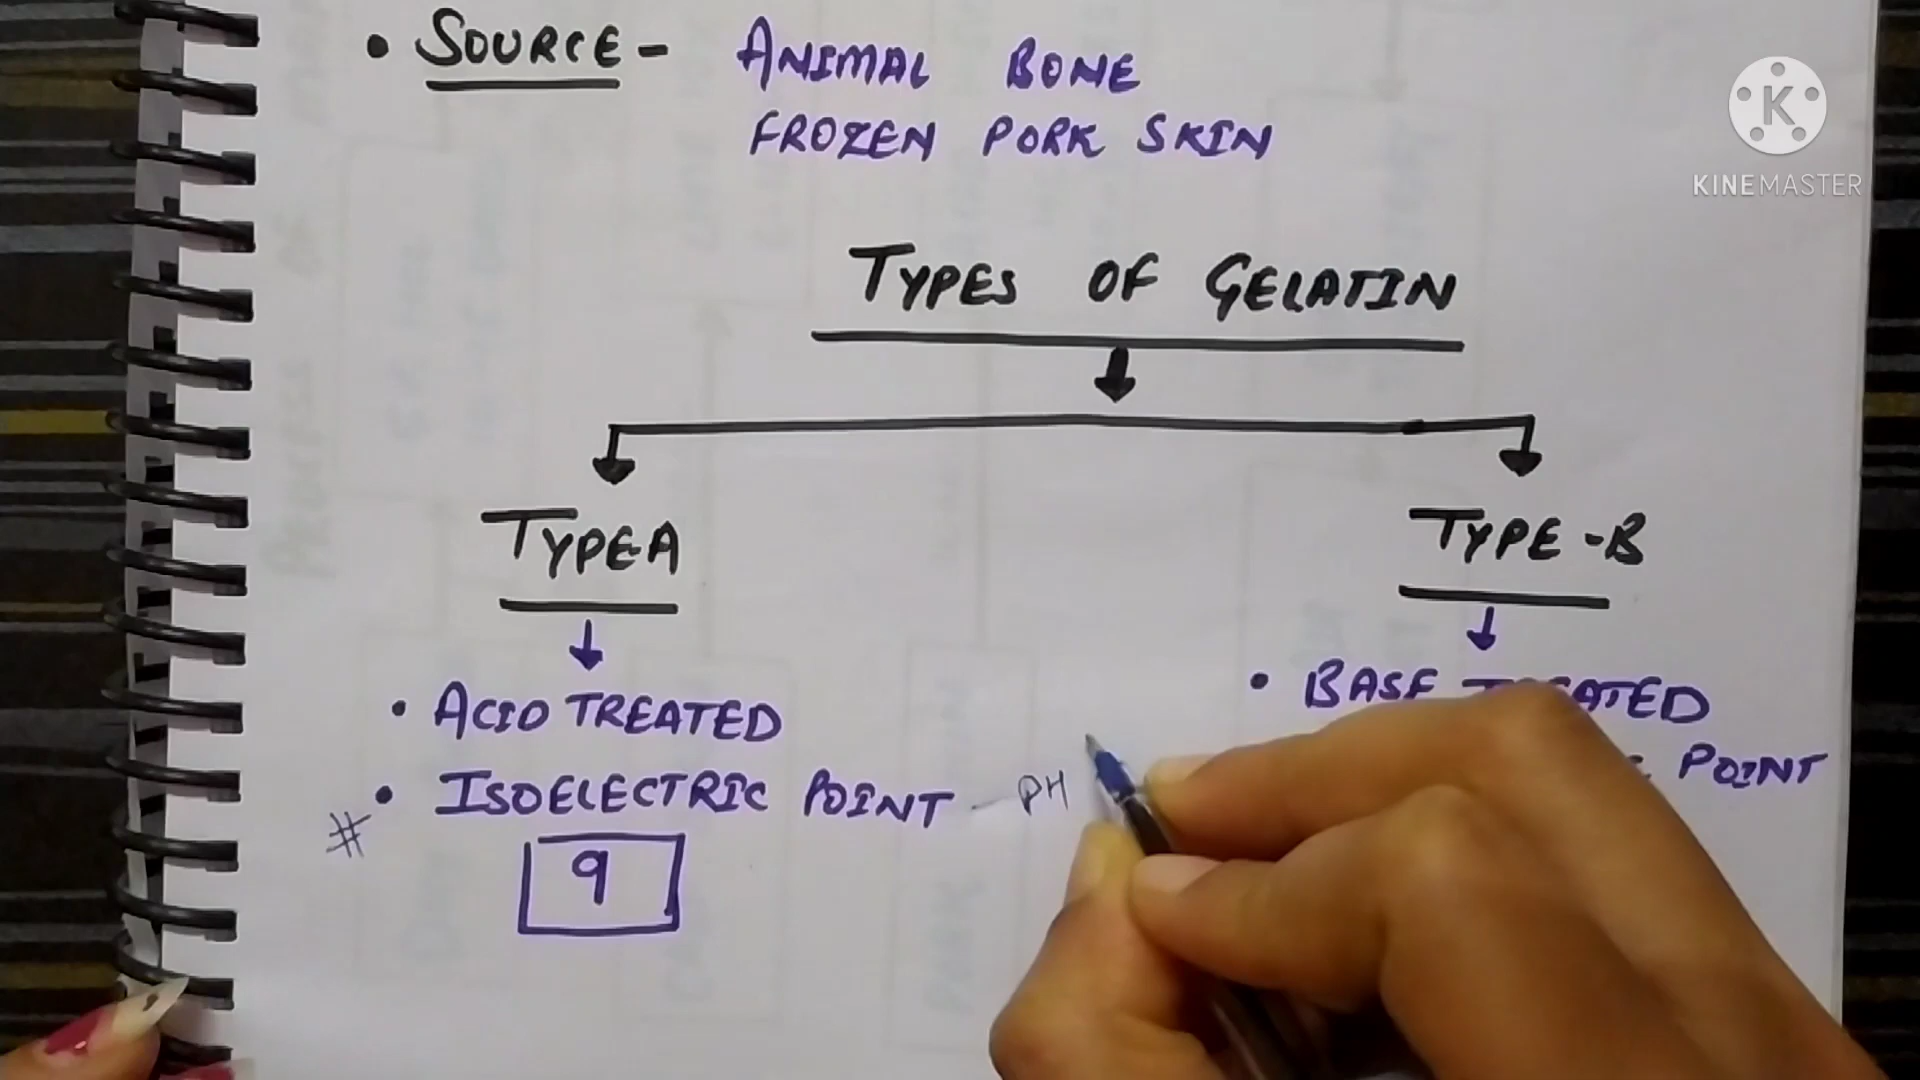 • SOURCE - ANIMAL BONE
FROZEN PORK SKIN
K
KINEMASTER
TYPES OF GELATIN
TYPE-A
TYPE-B
• ACID TREATED
• BASE TREATED
# • ISOELECTRIC POINT - PH
POINT
9